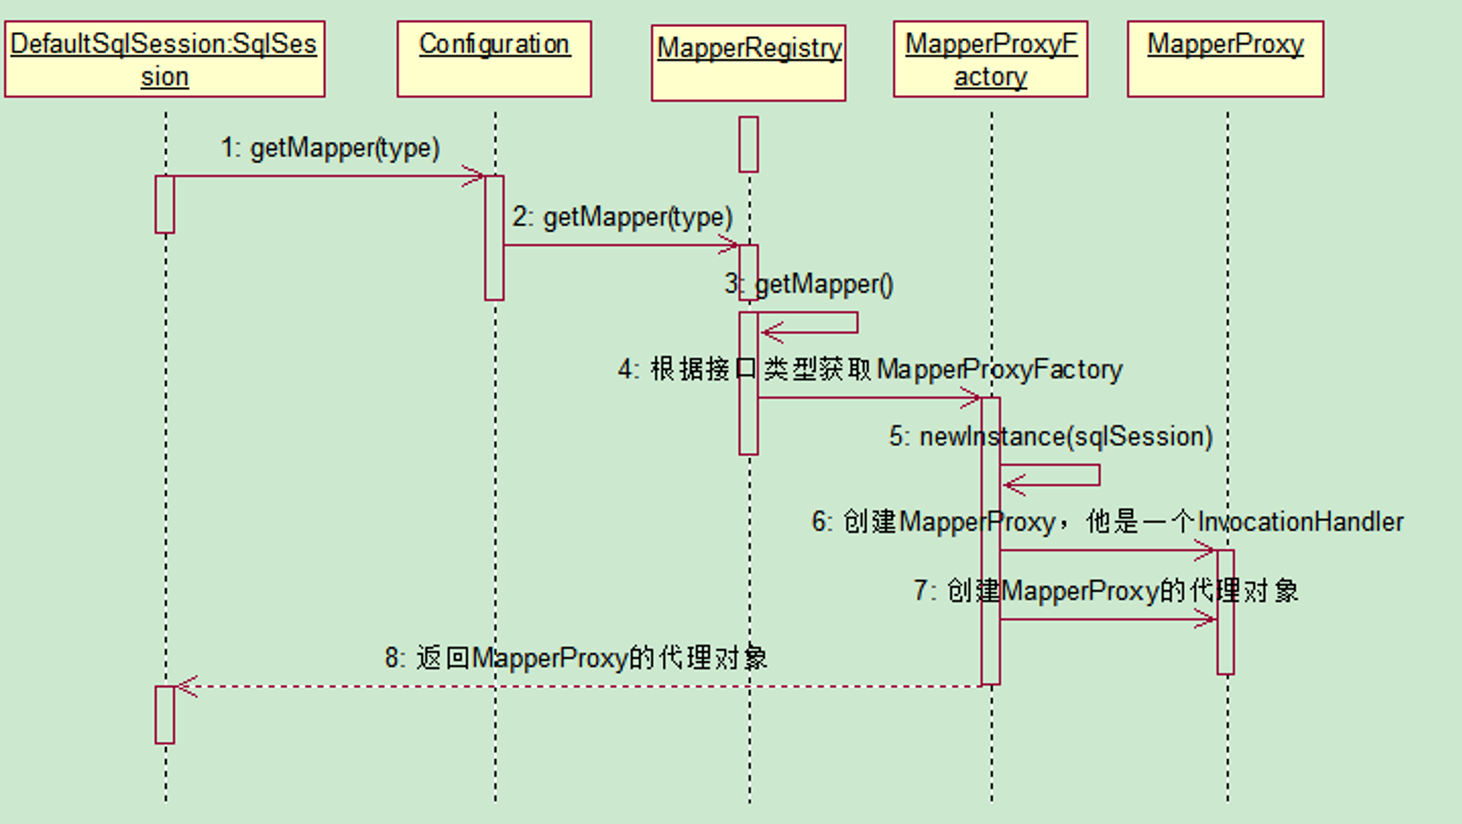 DefaultSqlSession:SqlSes
sion
Configuration
MapperRegistry
MapperProxyF
actory
MapperProxy
1: getMapper(type)
2: getMapper(type)
3: getMapper()
4: 根据接口类型获取MapperProxyFactory
5: newInstance(sqlSession)
6: 创建MapperProxy，他是一个InvocationHandler
7: 创建MapperProxy的代理对象
8: 返回MapperProxy的代理对象